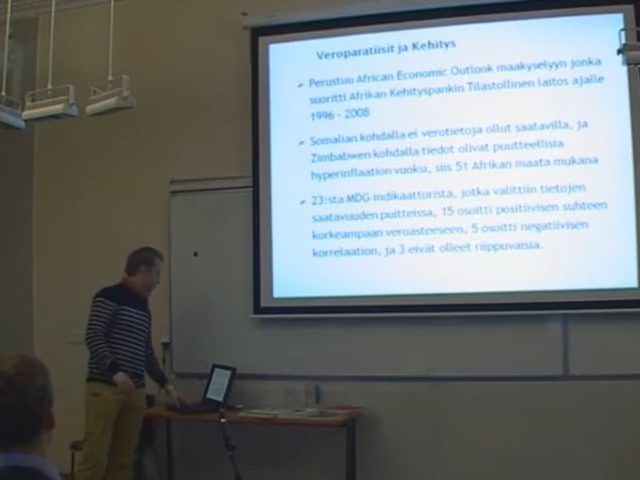 Veroparatiisit ja Kehitys
Perustuu African Economic Outlook maakyselyyn jonka
suoritti Afrikan Kehityspankin Tilastollinen laitos ajalle
1996 - 2008
Somalian kohdalla ei verotietoja ollut saatavilla, ja
Zimbabwen kohdalla tiedot olivat puutteellisia
hyperinflaation vuoksi, siis 51 Afrikan maata mukana
23:sta MDG indikaattorista, jotka valittiin tietojen
saatavuuden puitteissa, 15 osoitti positiivisen suhteen
korkeampaan veroasteeseen, 5 osoitti negatiivisen
korrelaation, ja 3 eivät olleet riippuvaisia.